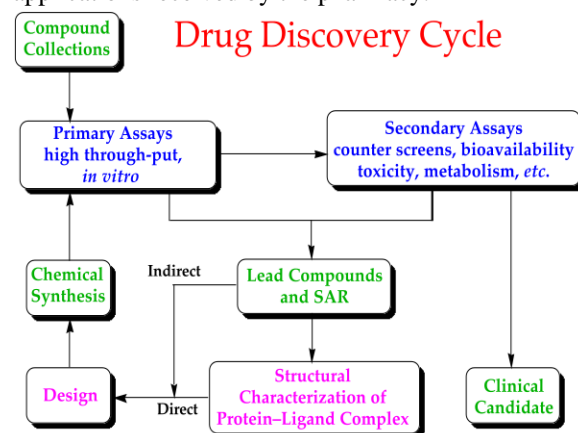 Compound
Collections
Drug Discovery Cycle
Primary Assays
high through-put,
in vitro
Secondary Assays
counter screens, bioavailability
toxicity, metabolism, etc.
Chemical
Synthesis
Indirect
Lead Compounds
and SAR
Design
Direct
Structural
Characterization of
Protein–Ligand Complex
Clinical
Candidate